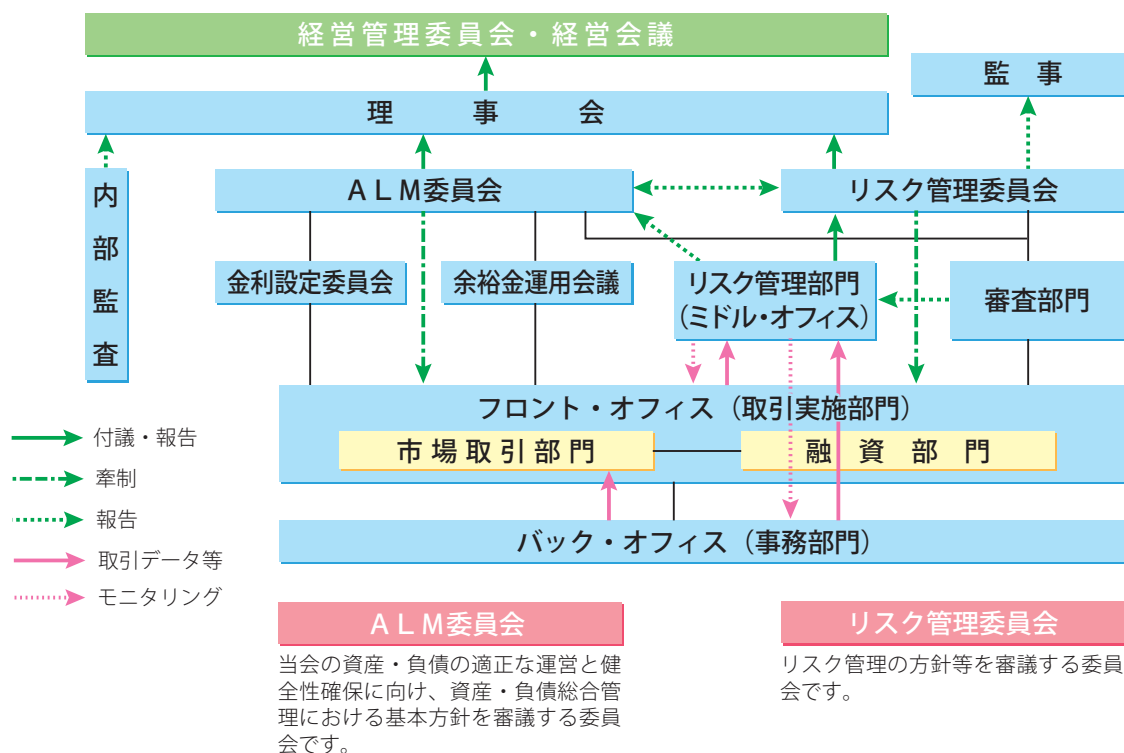 経営管理委員会・経営会議
監 事
理 事 会
内
部
監
査
ALM委員会
リスク管理委員会
金利設定委員会
余裕金運用会議
リスク管理部門
（ミドル・オフィス）
審査部門
フロント・オフィス（取引実施部門）
市場取引部門
融 資 部 門
バック・オフィス（事務部門）
付議・報告
牽制
報告
取引データ等
モニタリング
ALM委員会
当会の資産・負債の適正な運営と健
全性確保に向け、資産・負債総合管
理における基本方針を審議する委員
会です。
リスク管理委員会
リスク管理の方針等を審議する委員
会です。